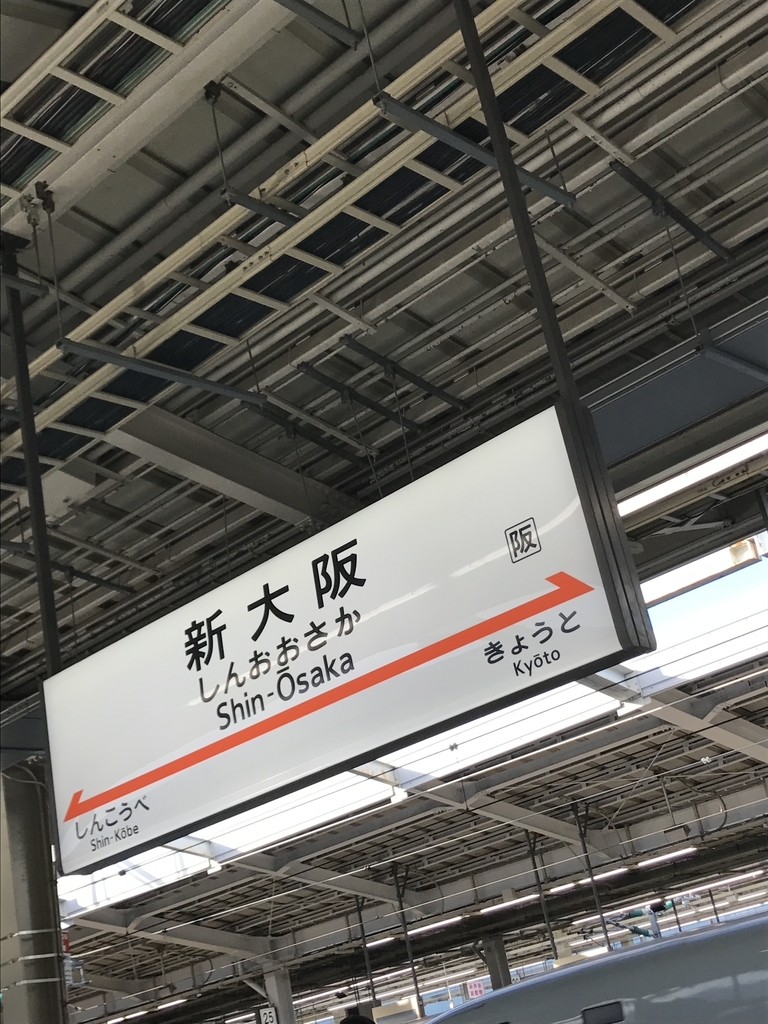 阪
新大阪
しんおおさか
Shin-Ōsaka
きょうと
Kyōto
しんこうべ
Shin-Kōbe
25